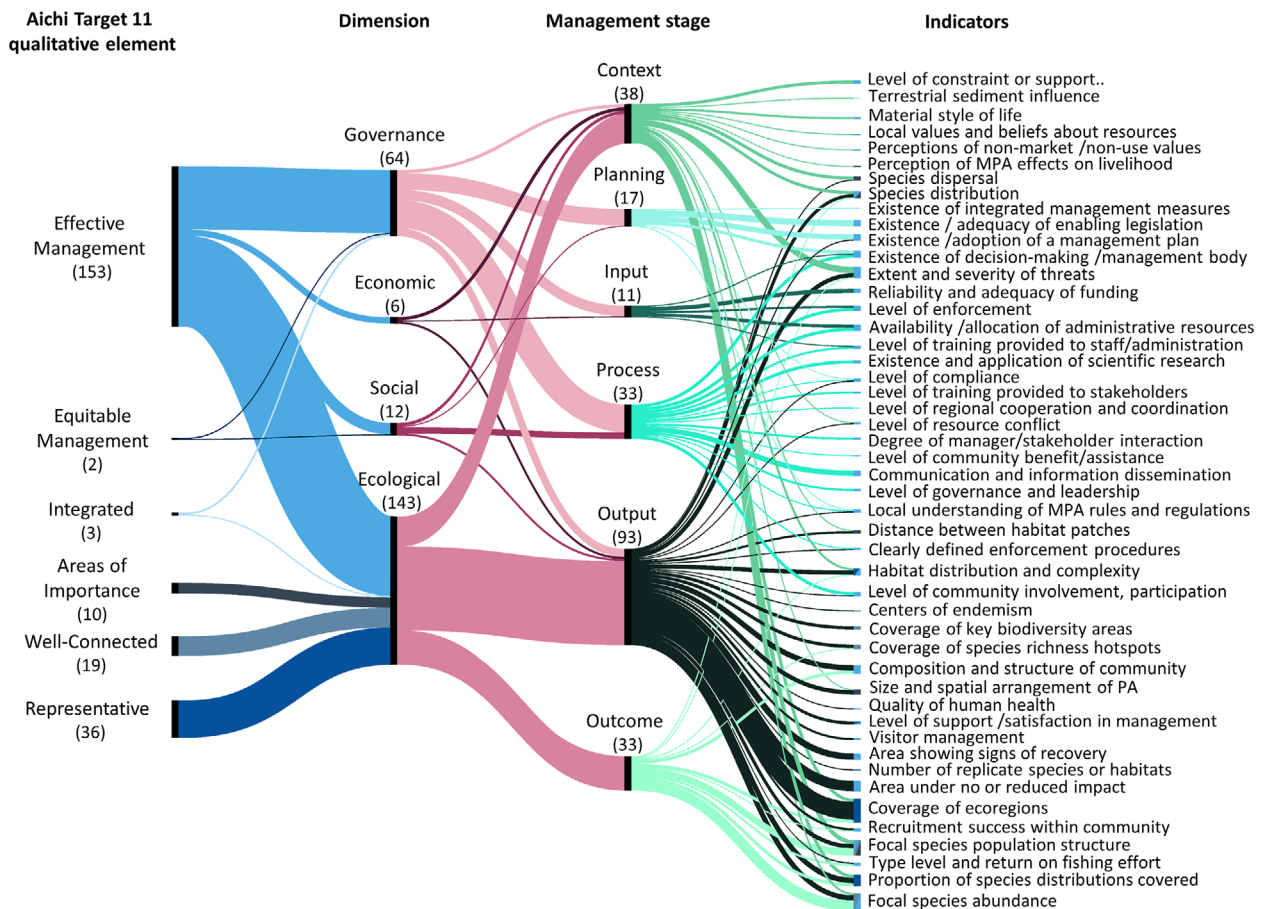 Aichi Target 11
qualitative element
Dimension
Management stage
Indicators
Effective
Management
(153)
Equitable
Management
(2)
Integrated
(3)
Areas of
Importance
(10)
Well-Connected
(19)
Representative
(36)
Governance
(64)
Economic
(6)
Social
(12)
Ecological
(143)
Context
(38)
Planning
(17)
Input
(11)
Process
(33)
Output
(93)
Outcome
(33)
Level of constraint or support..
Terrestrial sediment influence
Material style of life
Local values and beliefs about resources
Perceptions of non-market /non-use values
Perception of MPA effects on livelihood
Species dispersal
Species distribution
Existence of integrated management measures
Existence / adequacy of enabling legislation
Existence /adoption of a management plan
Existence of decision-making /management body
Extent and severity of threats
Reliability and adequacy of funding
Level of enforcement
Availability /allocation of administrative resources
Level of training provided to staff/administration
Existence and application of scientific research
Level of compliance
Level of training provided to stakeholders
Level of regional cooperation and coordination
Level of resource conflict
Degree of manager/stakeholder interaction
Level of community benefit/assistance
Communication and information dissemination
Level of governance and leadership
Local understanding of MPA rules and regulations
Distance between habitat patches
Clearly defined enforcement procedures
Habitat distribution and complexity
Level of community involvement, participation
Centers of endemism
Coverage of key biodiversity areas
Coverage of species richness hotspots
Composition and structure of community
Size and spatial arrangement of PA
Quality of human health
Level of support /satisfaction in management
Visitor management
Area showing signs of recovery
Number of replicate species or habitats
Area under no or reduced impact
Coverage of ecoregions
Recruitment success within community
Focal species population structure
Type level and return on fishing effort
Proportion of species distributions covered
Focal species abundance